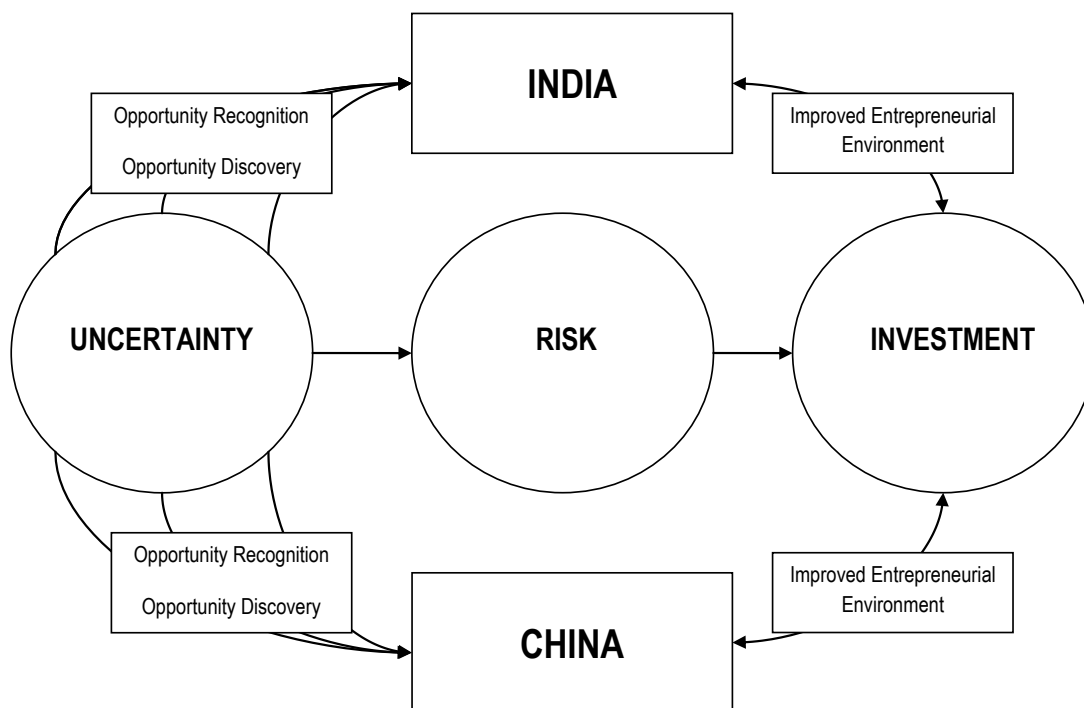 INDIA
Opportunity Recognition
Opportunity Discovery
Improved Entrepreneurial
Environment
UNCERTAINTY
RISK
INVESTMENT
Opportunity Recognition
Opportunity Discovery
Improved Entrepreneurial
Environment
CHINA